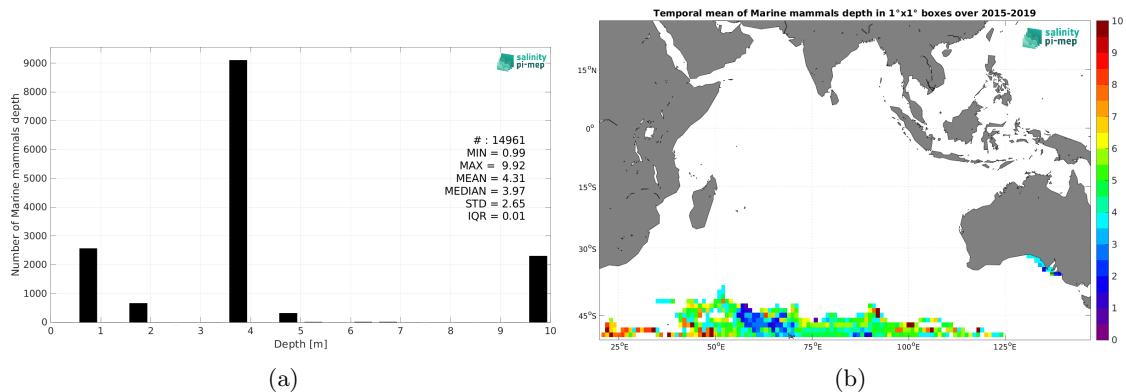 salinity
pi-mep
9000
8000
7000
6000
5000
4000
3000
2000
1000
0
Number of Marine mammals depth
# : 14961
MIN = 0.99
MAX = 9.92
MEAN = 4.31
MEDIAN = 3.97
STD = 2.65
IQR = 0.01
0 1 2 3 4 5 6 7 8 9 10
Depth [m]
(a)
Temporal mean of Marine mammals depth in 1°x1° boxes over 2015-2019
salinity
pi-mep
15°N
0°
15°S
30°S
45°S
25°E 50°E 75°E 100°E 125°E
10
9
8
7
6
5
4
3
2
1
0
(b)